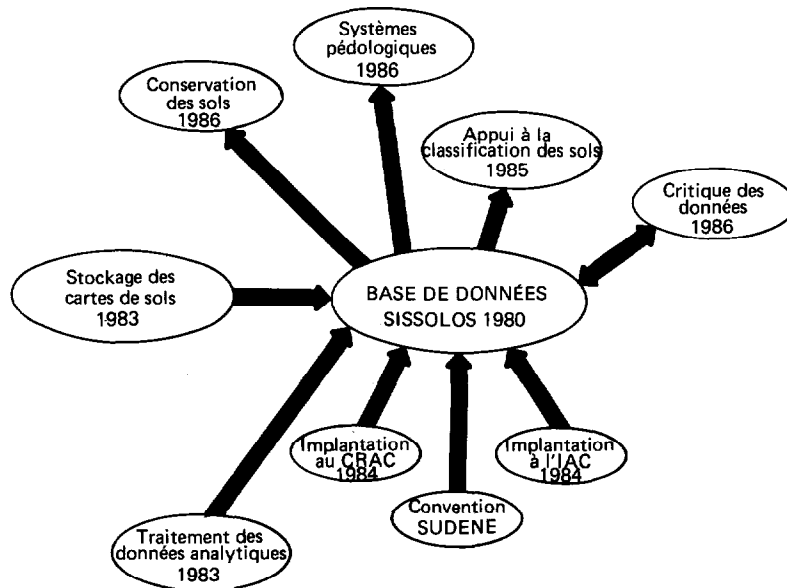 Systèmes
pédologiques
1986
Conservation
des sols
1986
Appui à la
classification des sols
1985
Critique des
données
1986
Stockage des
cartes de sols
1983
BASE DE DONNÉES
SISSOLOS 1980
Implantation
au CRAC
1984
Implantation
à l'IAC
1984
Convention
SUDENE
Traitement des
données analytiques
1983